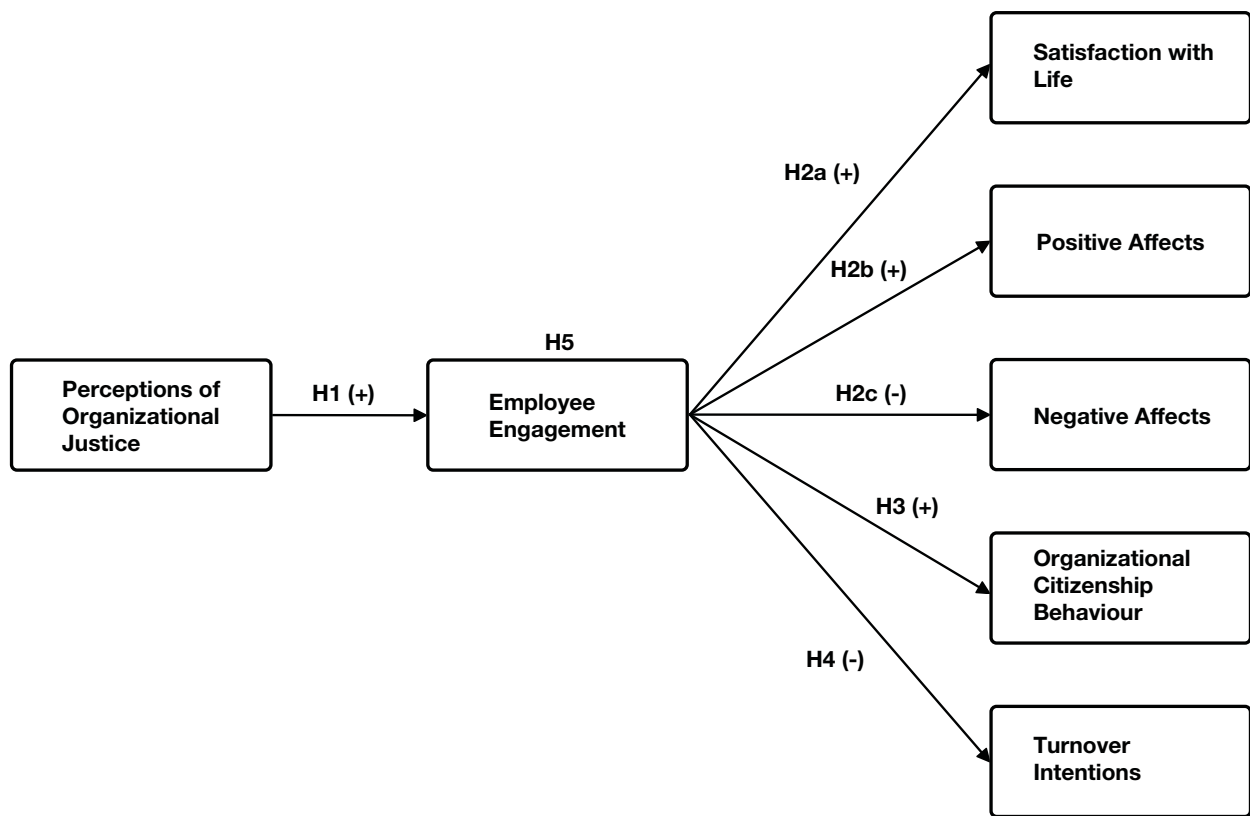 Satisfaction with
Life
H2a (+)
Positive Affects
H2b (+)
H5
Perceptions of
Organizational
Justice
H1 (+)
Employee
Engagement
H2c (-)
Negative Affects
H3 (+)
Organizational
Citizenship
Behaviour
H4 (-)
Turnover
Intentions